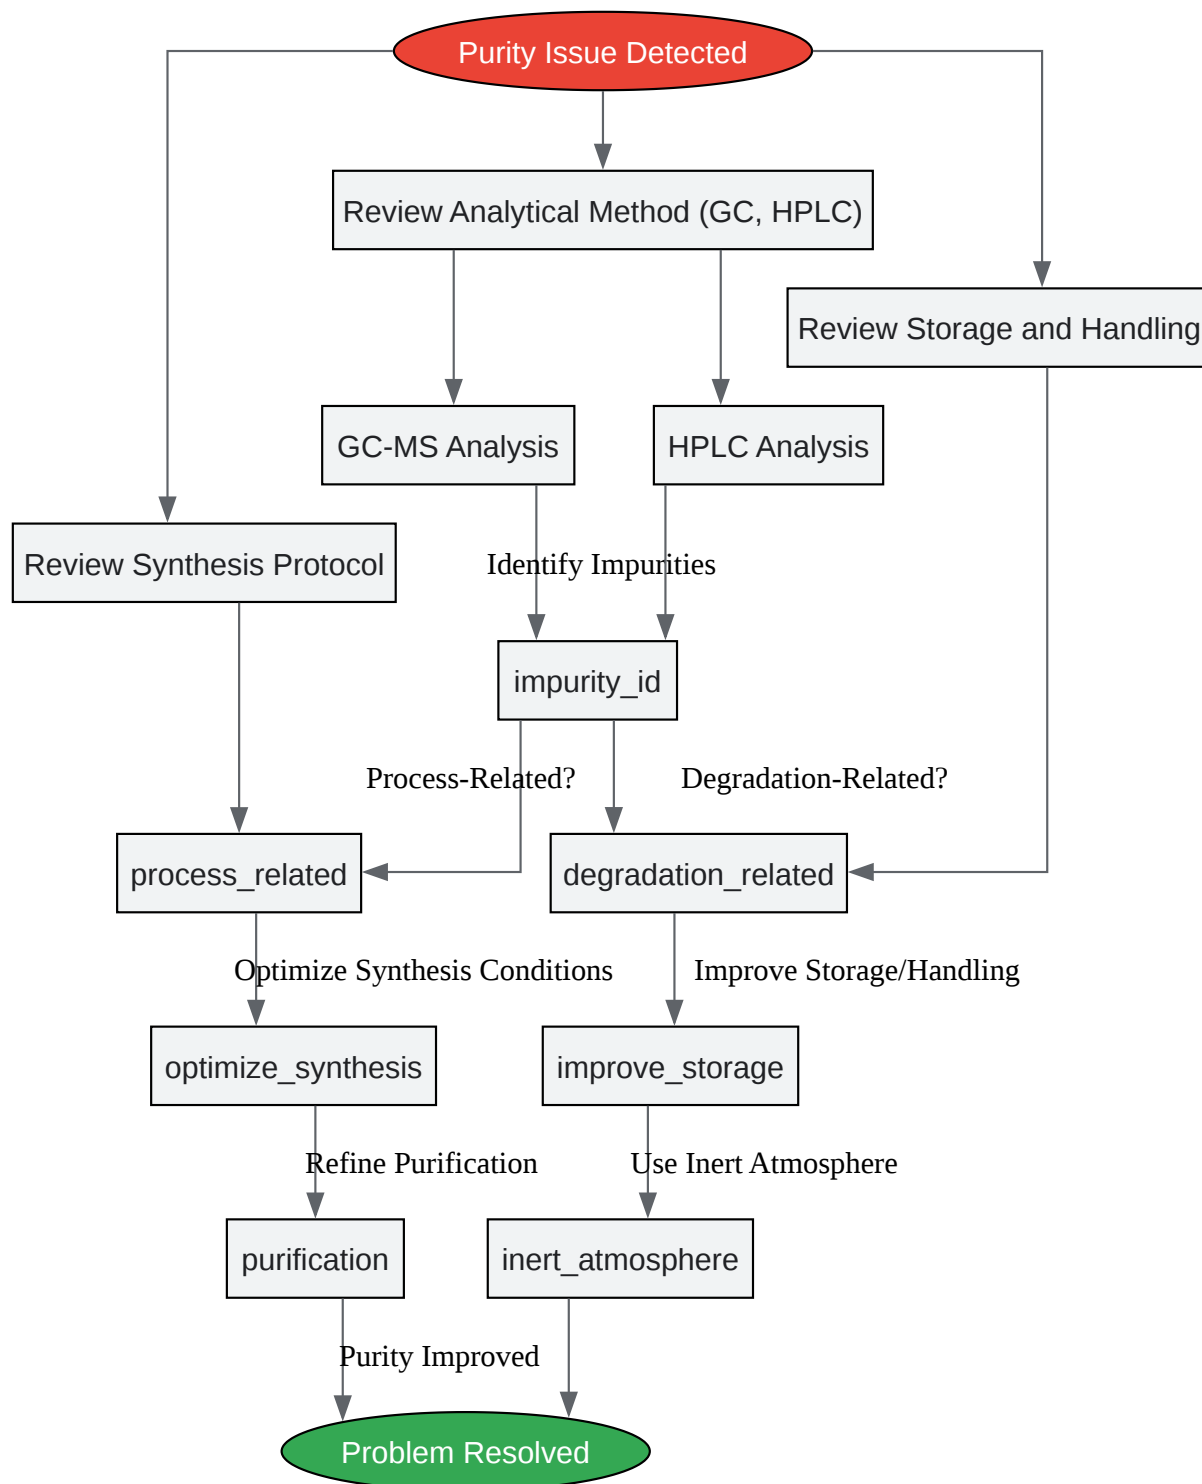 Purity Issue Detected
Review Analytical Method (GC, HPLC)
Review Storage and Handling
GC-MS Analysis
HPLC Analysis
Review Synthesis Protocol
Identify Impurities
impurity_id
Process-Related?
Degradation-Related?
process_related
degradation_related
Optimize Synthesis Conditions
Improve Storage/Handling
optimize_synthesis
improve_storage
Refine Purification
Use Inert Atmosphere
purification
inert_atmosphere
Purity Improved
Problem Resolved